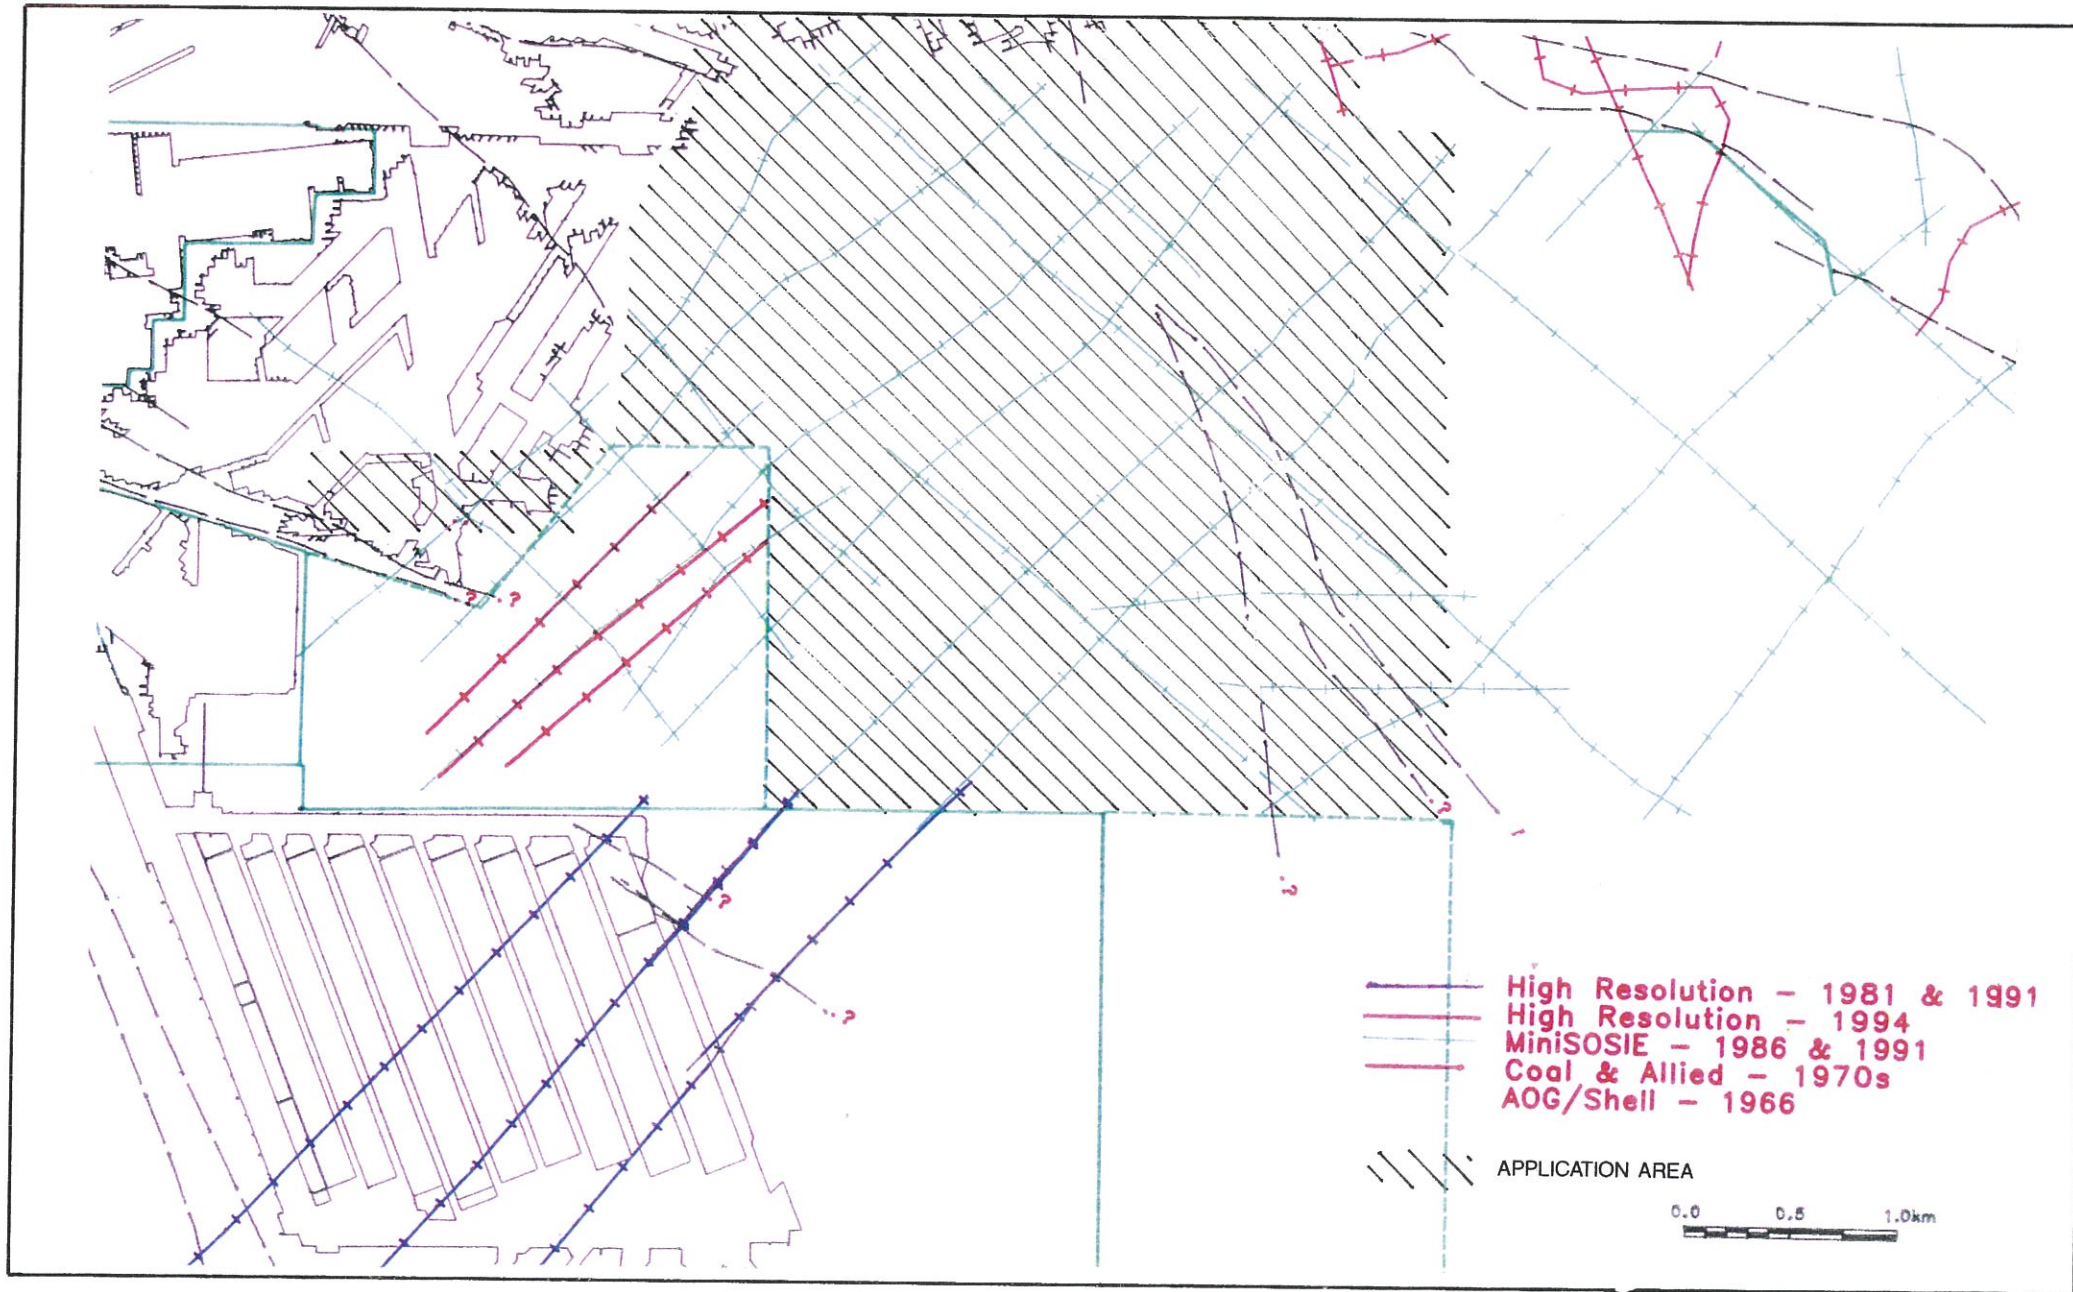 ?
?
?
?
?
?
High Resolution - 1981 & 1991
High Resolution - 1994
MiniSOSIE - 1986 & 1991
Coal & Allied - 1970s
AOG/Shell - 1966
APPLICATION AREA
0.0 0.5 1.0km